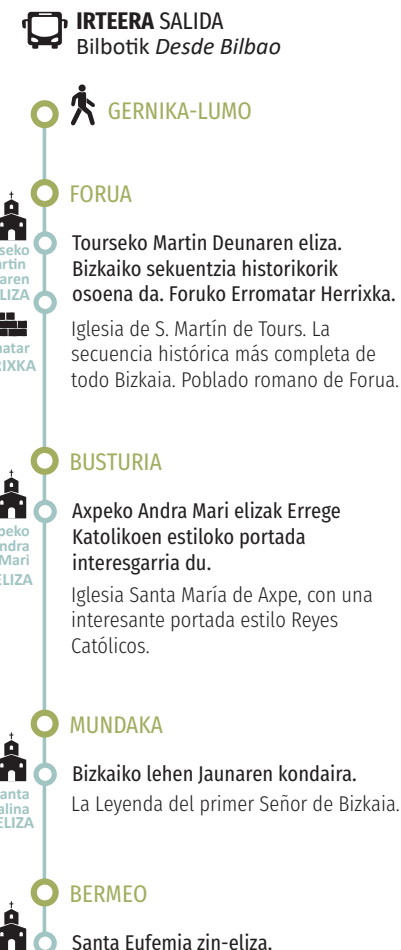 IRTEERA SALIDA
Bilbotik Desde Bilbao
GERNIKA-LUMO
FORUA
Tourseko Martin Deunaren eliza.
Bizkaiko sekuentzia historikorik
osoena da. Foruko Erromatar Herrixka.
Iglesia de S. Martín de Tours. La
secuencia histórica más completa de
todo Bizkaia. Poblado romano de Forua.
BUSTURIA
Axpeko Andra Mari elizak Errege
Katolikoen estiloko portada
interesgarria du.
Iglesia Santa María de Axpe, con una
interesante portada estilo Reyes
Católicos.
Mari
MUNDAKA
Bizkaiko lehen Jaunaren kondaira.
La Leyenda del primer Señor de Bizkaia.
ELIZA
BERMEO
Santa Eufemia zin-eliza.